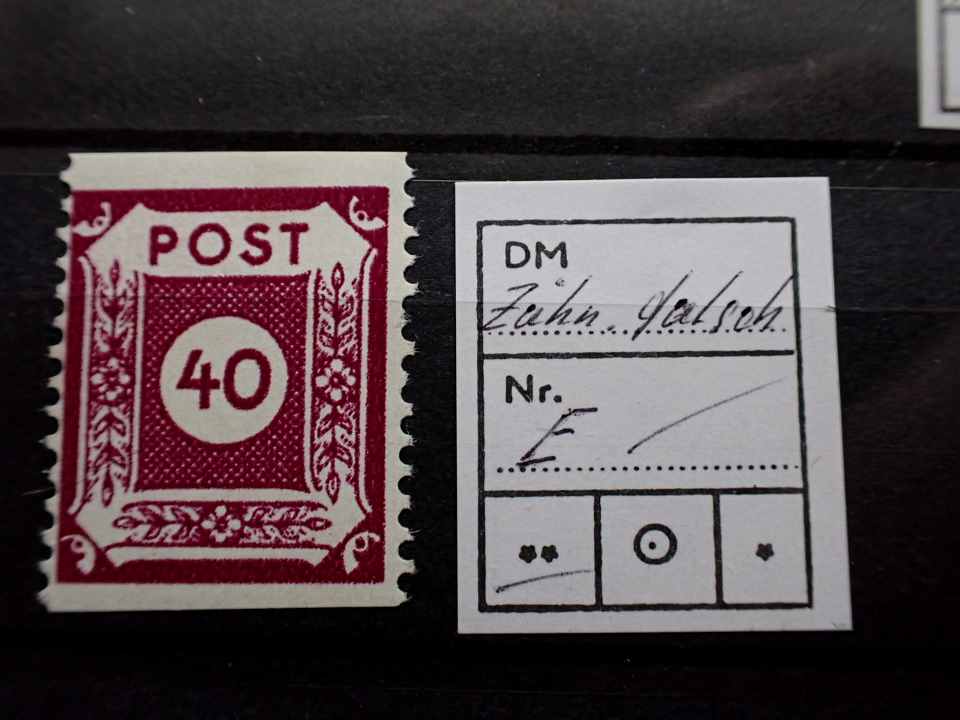 POST
40
DM
Zähn. falsch
Nr.
E